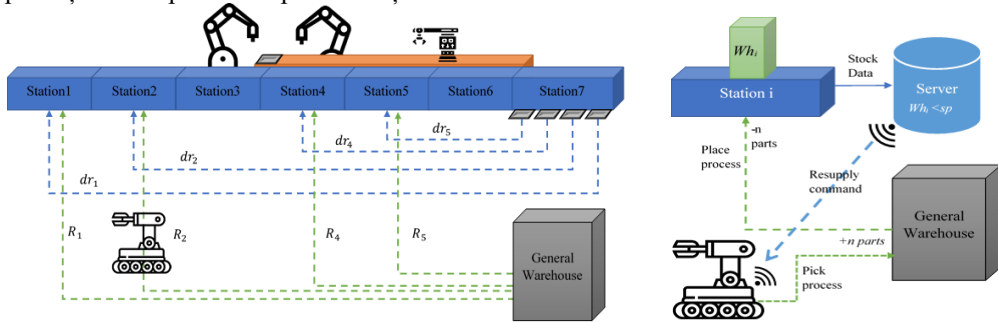 Station1
Station2
Station3
Station4
Station5
Station6
Station7
dr₅
dr₄
dr₂
dr₁
R₁
R₂
R₄
R₅
General
Warehouse
Whᵢ
Station i
Stock
Data
Server
Whᵢ <sp
-n
parts
Place
process
Resupply
command
General
Warehouse
+n parts
Pick
process